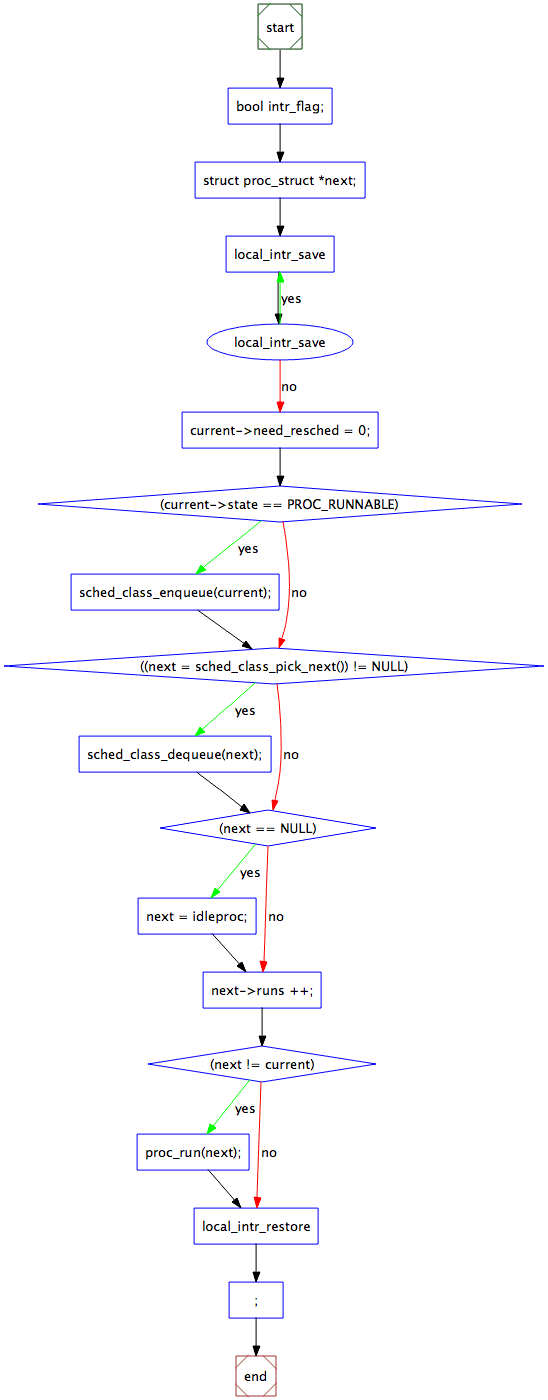 start
bool intr_flag;
struct proc_struct *next;
local_intr_save
yes
local_intr_save
no
current->need_resched = 0;
(current->state == PROC_RUNNABLE)
yes
sched_class_enqueue(current);
no
((next = sched_class_pick_next()) != NULL)
yes
sched_class_dequeue(next);
no
(next == NULL)
yes
next = idleproc;
no
next->runs ++;
(next != current)
yes
proc_run(next);
no
local_intr_restore
;
end